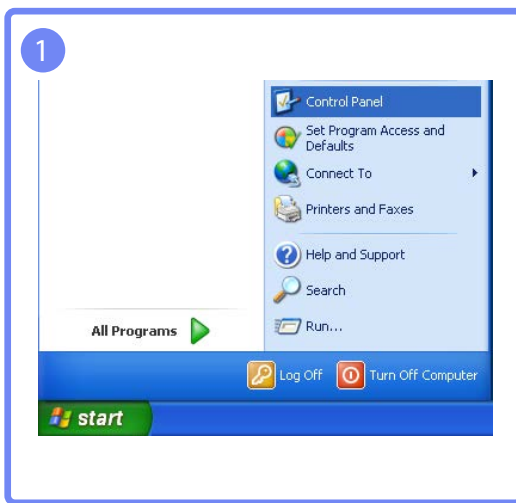 1
Control Panel
Set Program Access and
Defaults
Connect To
Printers and Faxes
Help and Support
Search
Run...
All Programs
Log Off
Turn Off Computer
start